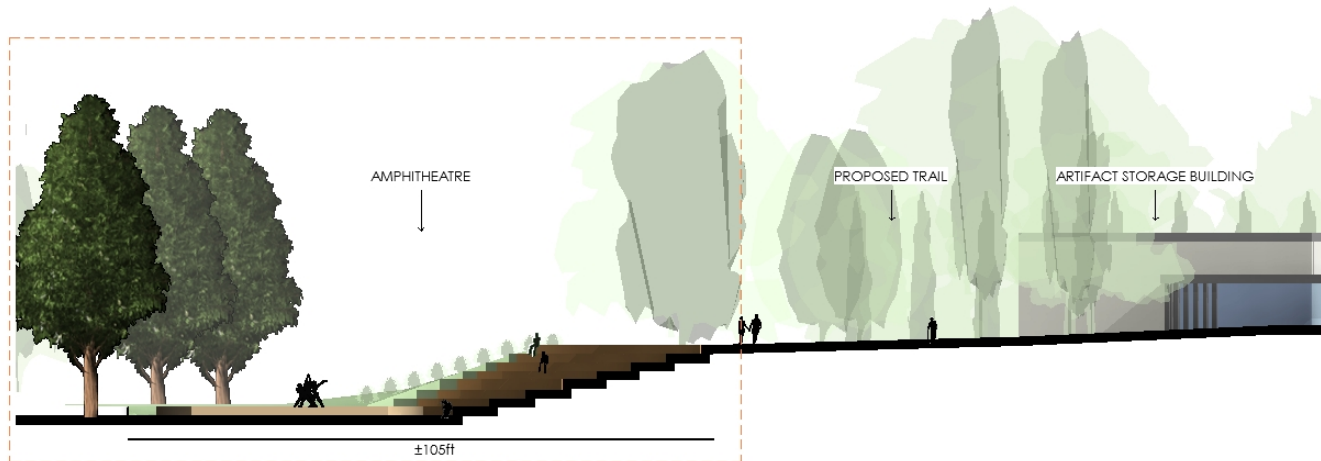 AMPHITHEATRE
PROPOSED TRAIL
ARTIFACT STORAGE BUILDING
±105ft